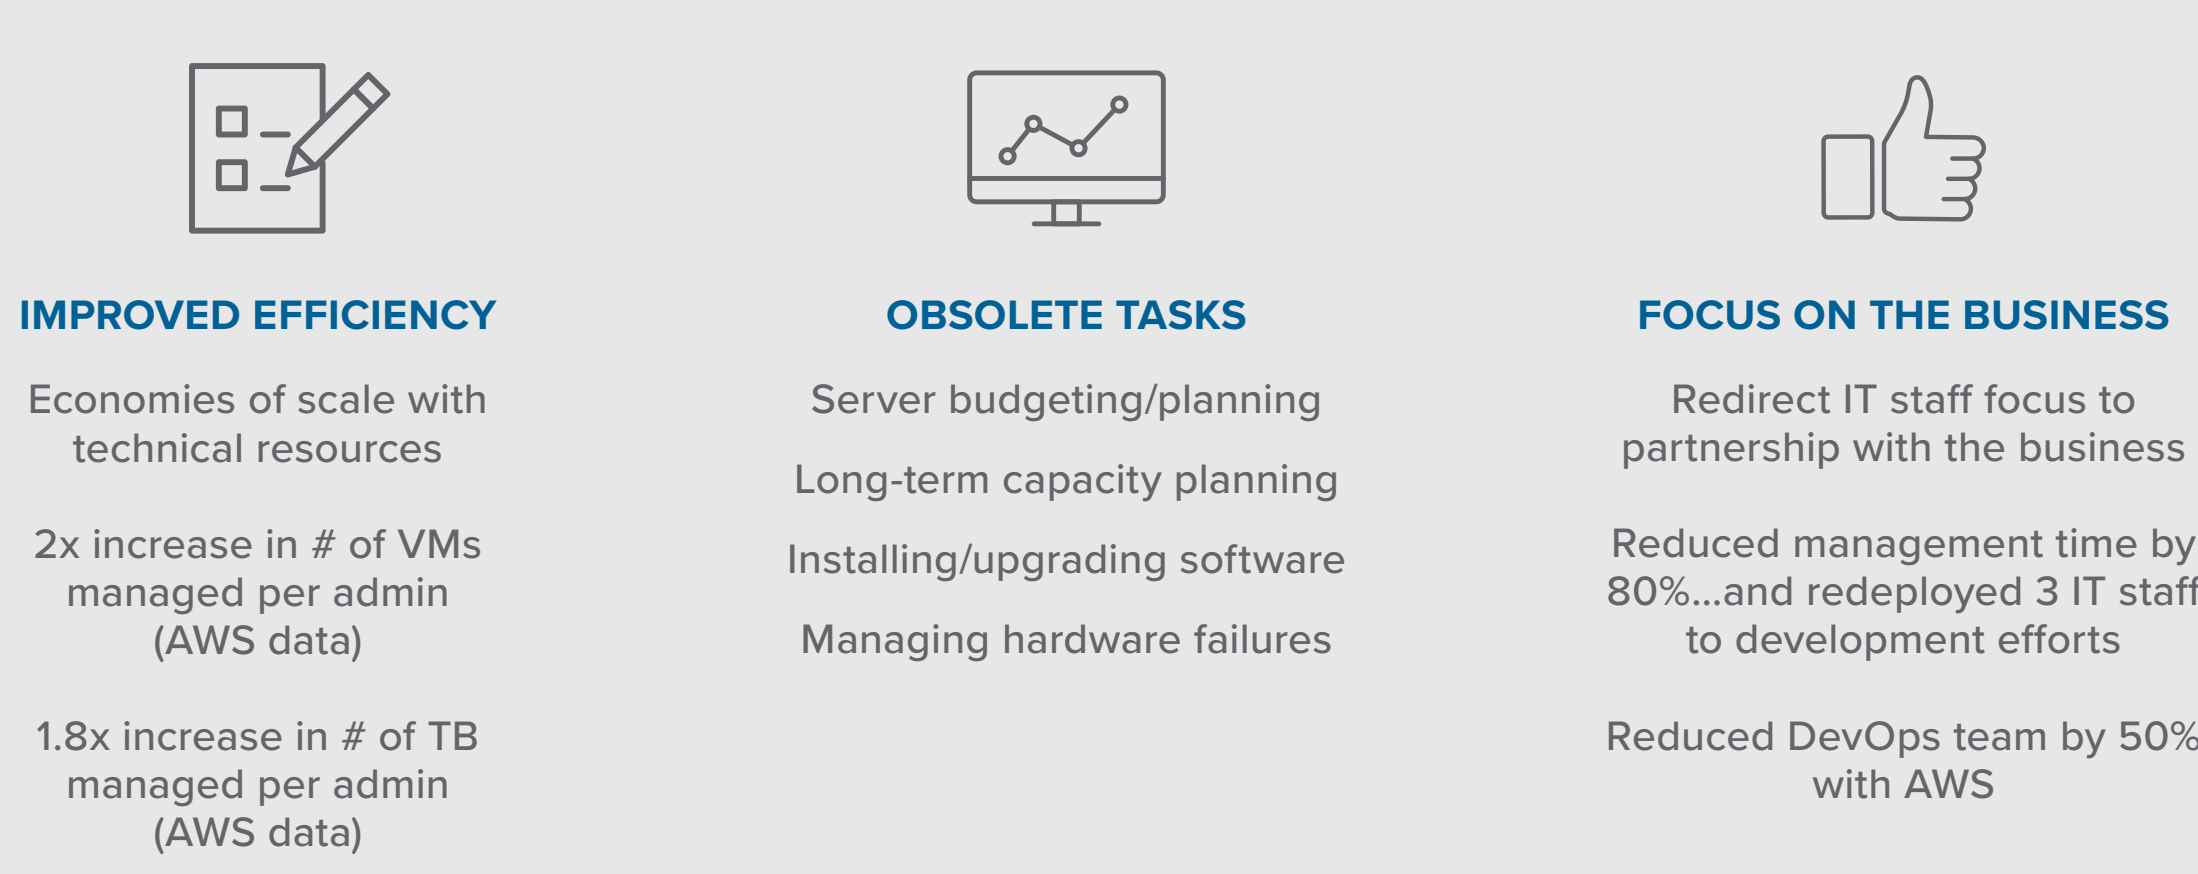 IMPROVED EFFICIENCY
Economies of scale with
technical resources
2x increase in # of VMs
managed per admin
(AWS data)
1.8x increase in # of TB
managed per admin
(AWS data)
OBSOLETE TASKS
Server budgeting/planning
Long-term capacity planning
Installing/upgrading software
Managing hardware failures
FOCUS ON THE BUSINESS
Redirect IT staff focus to
partnership with the business
Reduced management time by
80%...and redeployed 3 IT staff
to development efforts
Reduced DevOps team by 50%
with AWS